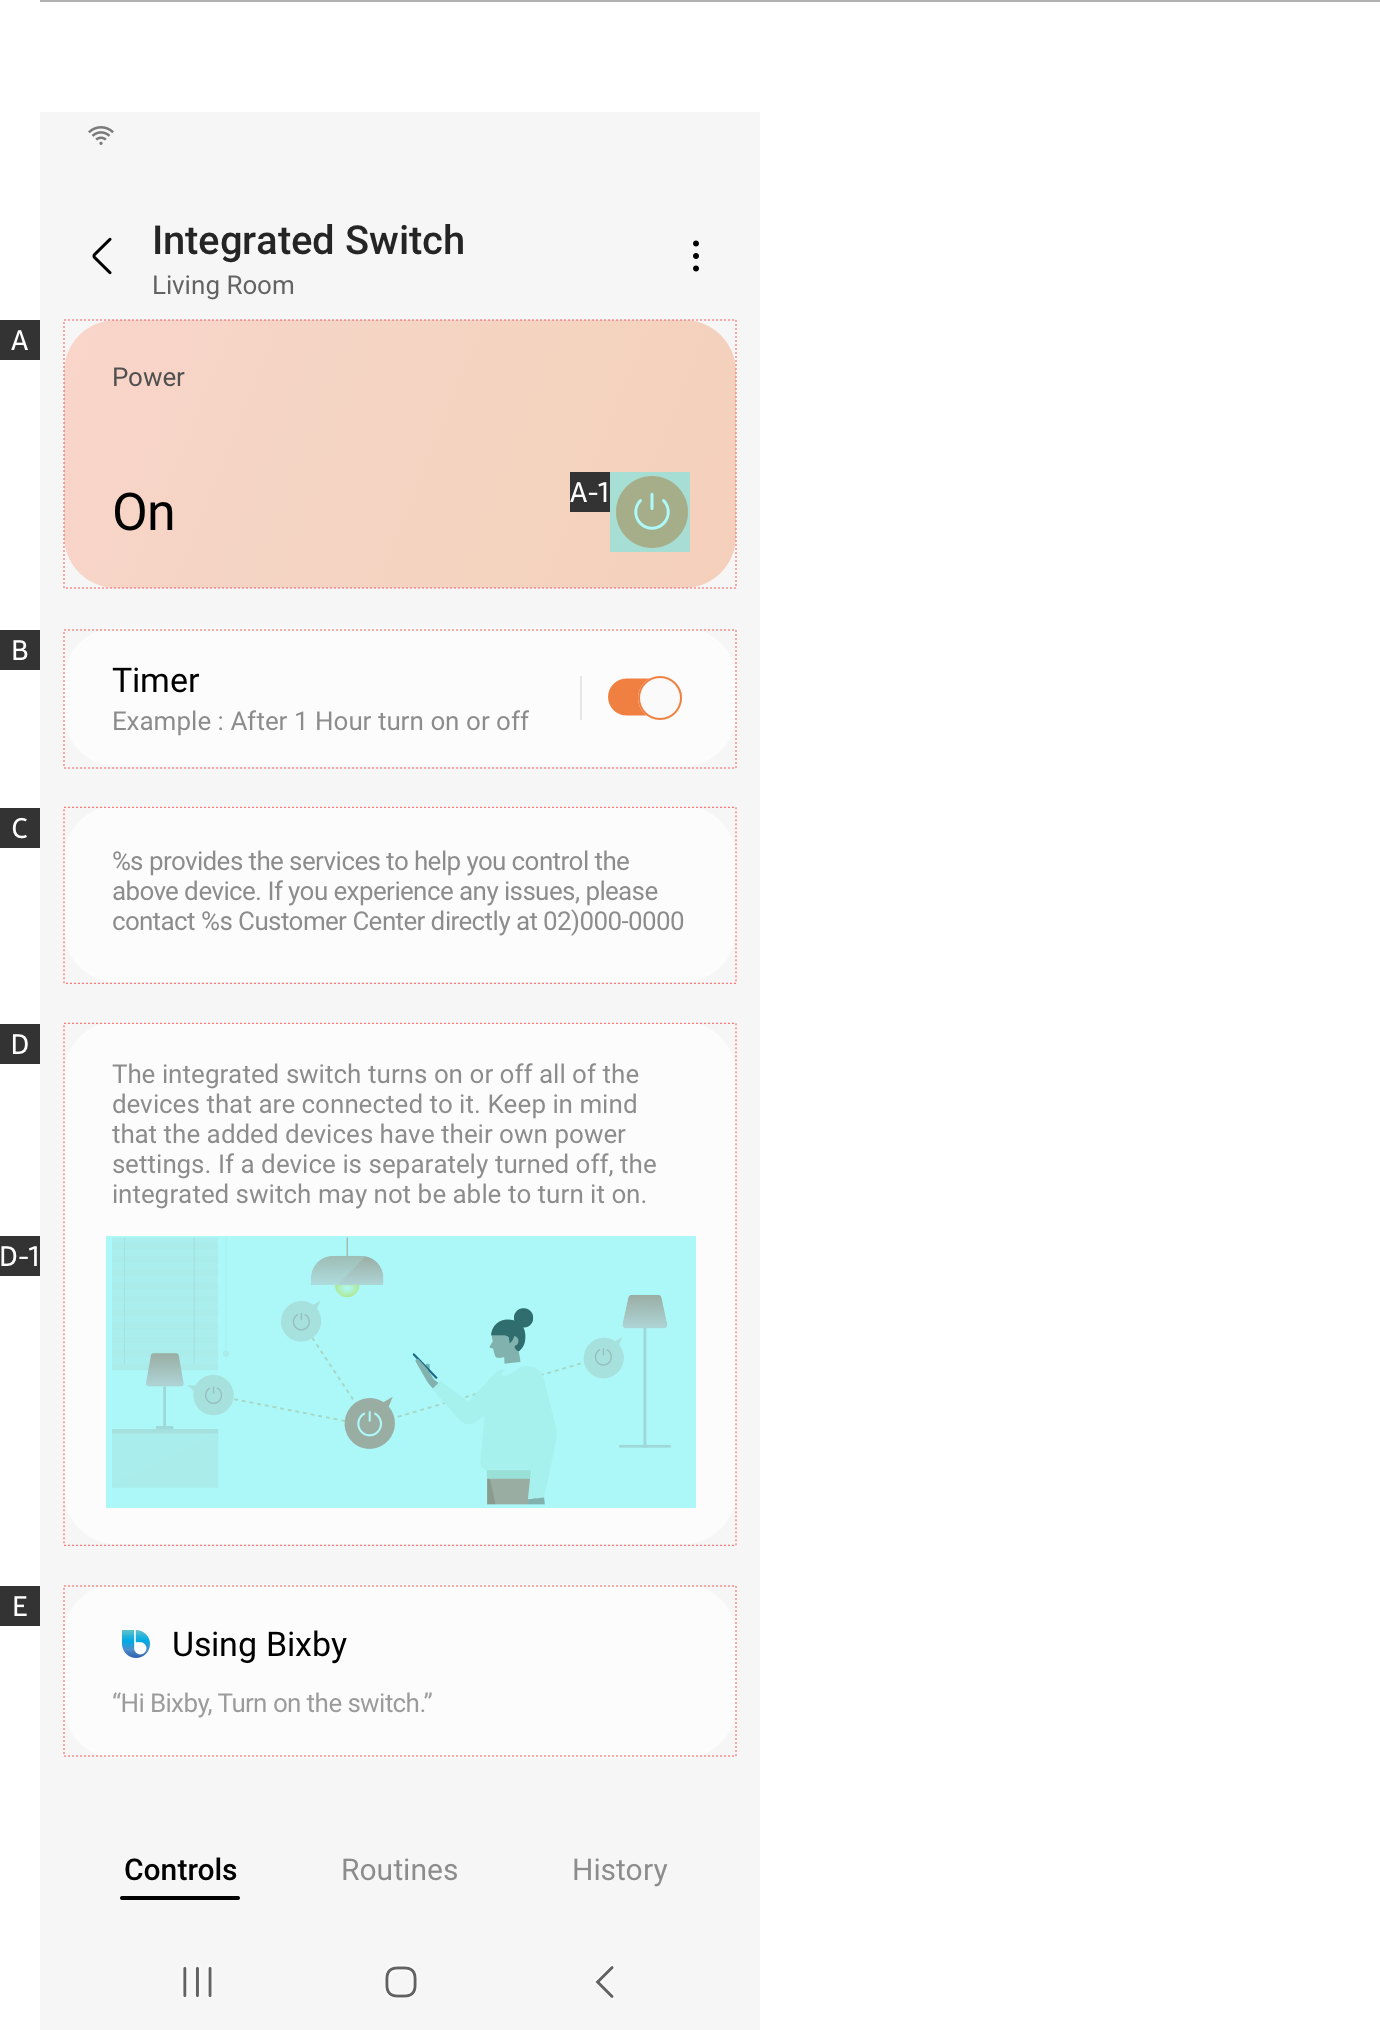 Integrated Switch
Living Room
A
Power
On
A-1
B
Timer
Example : After 1 Hour turn on or off
C
%s provides the services to help you control the
above device. If you experience any issues, please
contact %s Customer Center directly at 02)000-0000
D
The integrated switch turns on or off all of the
devices that are connected to it. Keep in mind
that the added devices have their own power
settings. If a device is separately turned off, the
integrated switch may not be able to turn it on.
D-1
E
Using Bixby
“Hi Bixby, Turn on the switch.”
Controls
Routines
History